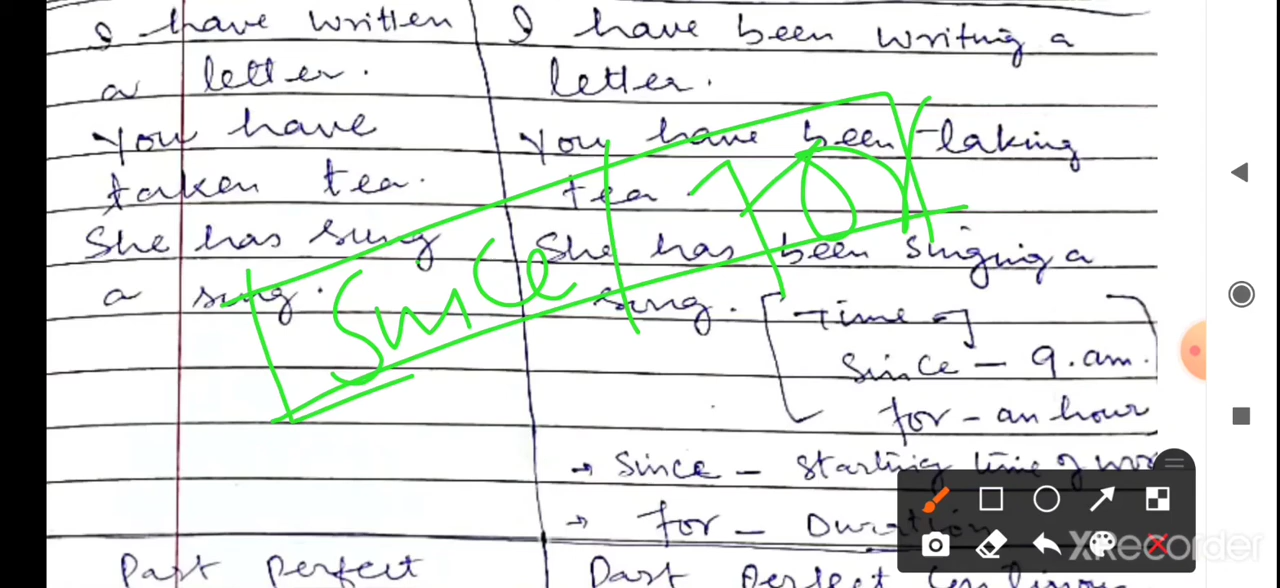 I have written
a letter.
You have
taken tea.
She has sung
a song.
I have been writing a
letter.
You have been taking
tea
She has been singing a
song.
Time of
Since - 9.am.
for - an hour
→ Since - starting time of
→ for - Duration
Since/for
Past Perfect
Past perfect
XRecorder